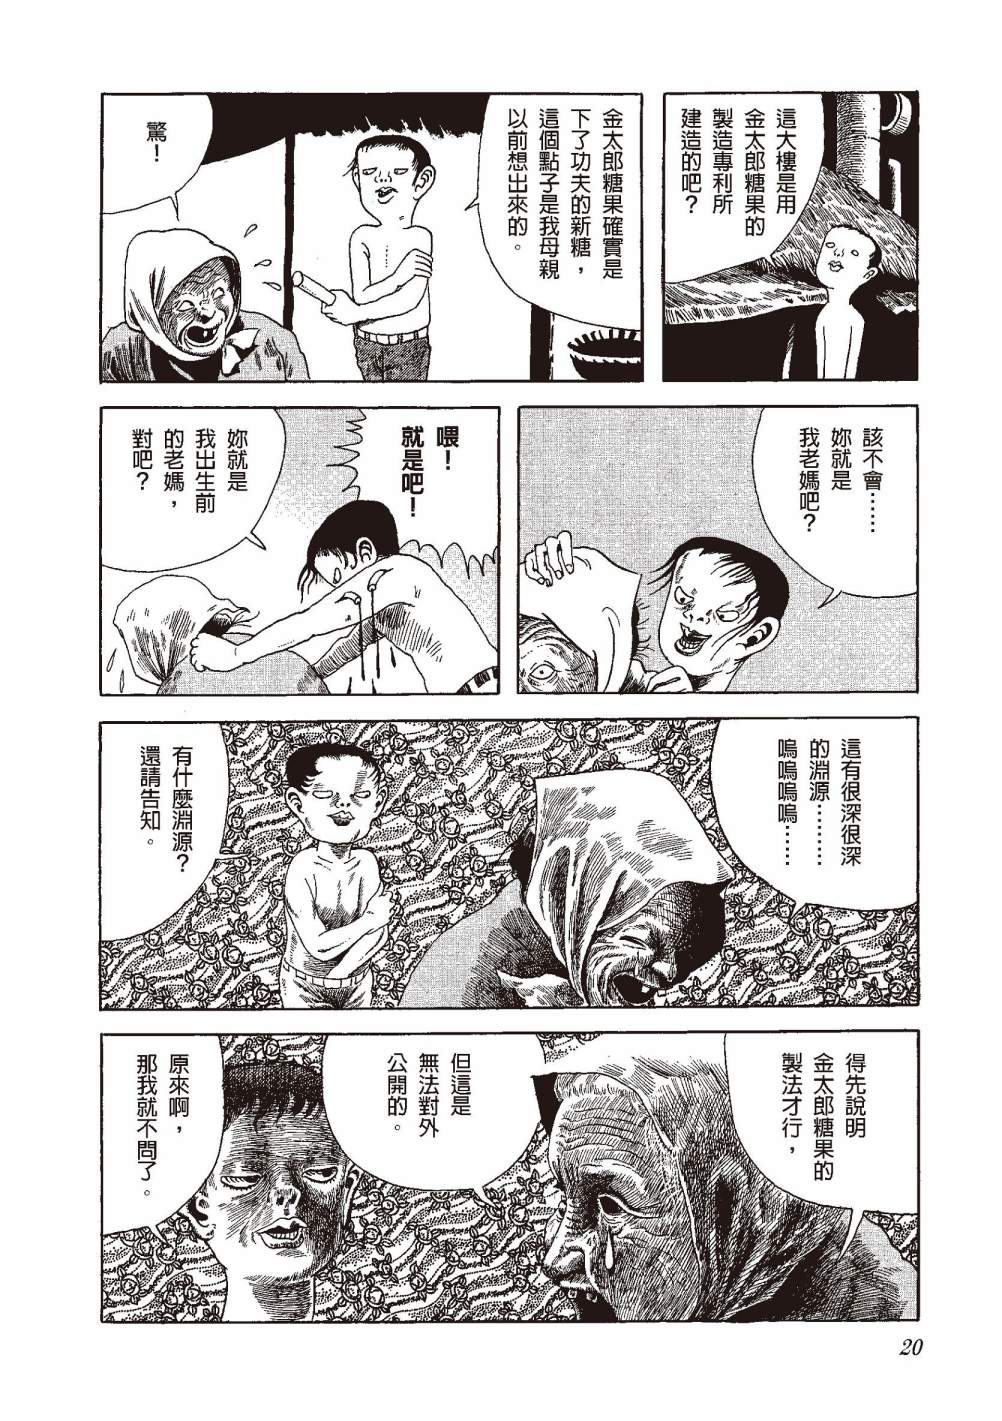 這大樓是用
金太郎糖果的
製造專利所
建造的吧?
金太郎糖果確實是
下了功夫的新糖，
這個點子是我母親
以前想出來的。
驚!
該不會……
妳就是
我老媽吧?
喂!
就是吧!
妳就是
我出生前
的老媽，
對吧?
這有很深很深
的淵源………
嗚嗚嗚嗚……
有什麼淵源?
還請告知。
得先說明
金太郎糖果的
製法才行，
但這是
無法對外
公開的。
原來啊，
那我就不問了。
20